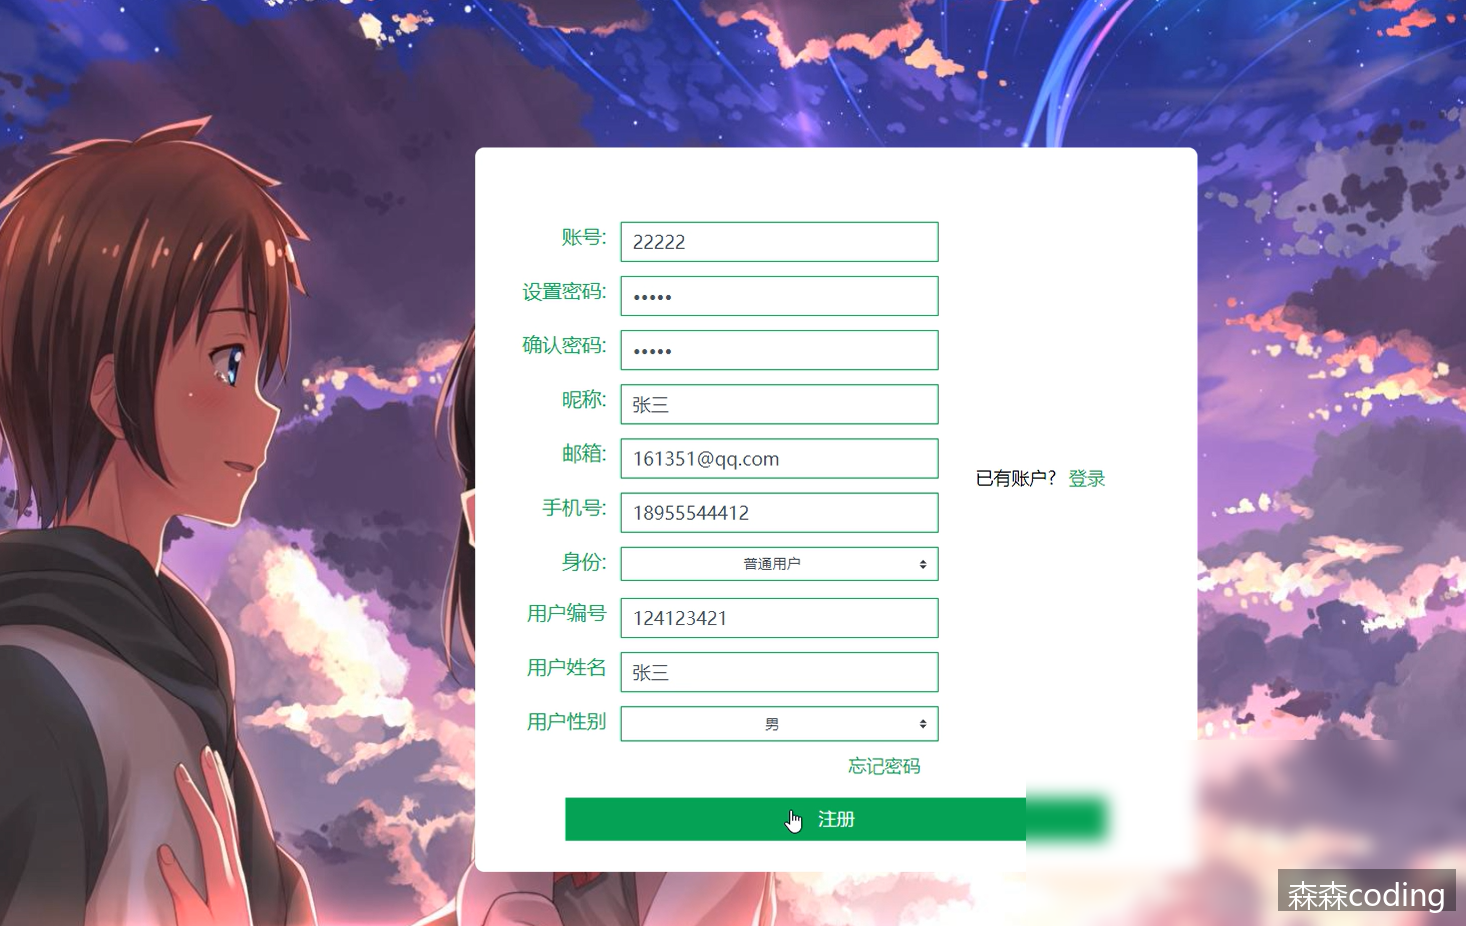 账号: 22222
设置密码: •••••
确认密码: •••••
昵称: 张三
邮箱: 161351@qq.com
已有账户? 登录
手机号: 18955544412
身份: 普通用户
用户编号 124123421
用户姓名 张三
用户性别 男
忘记密码
注册
森森coding